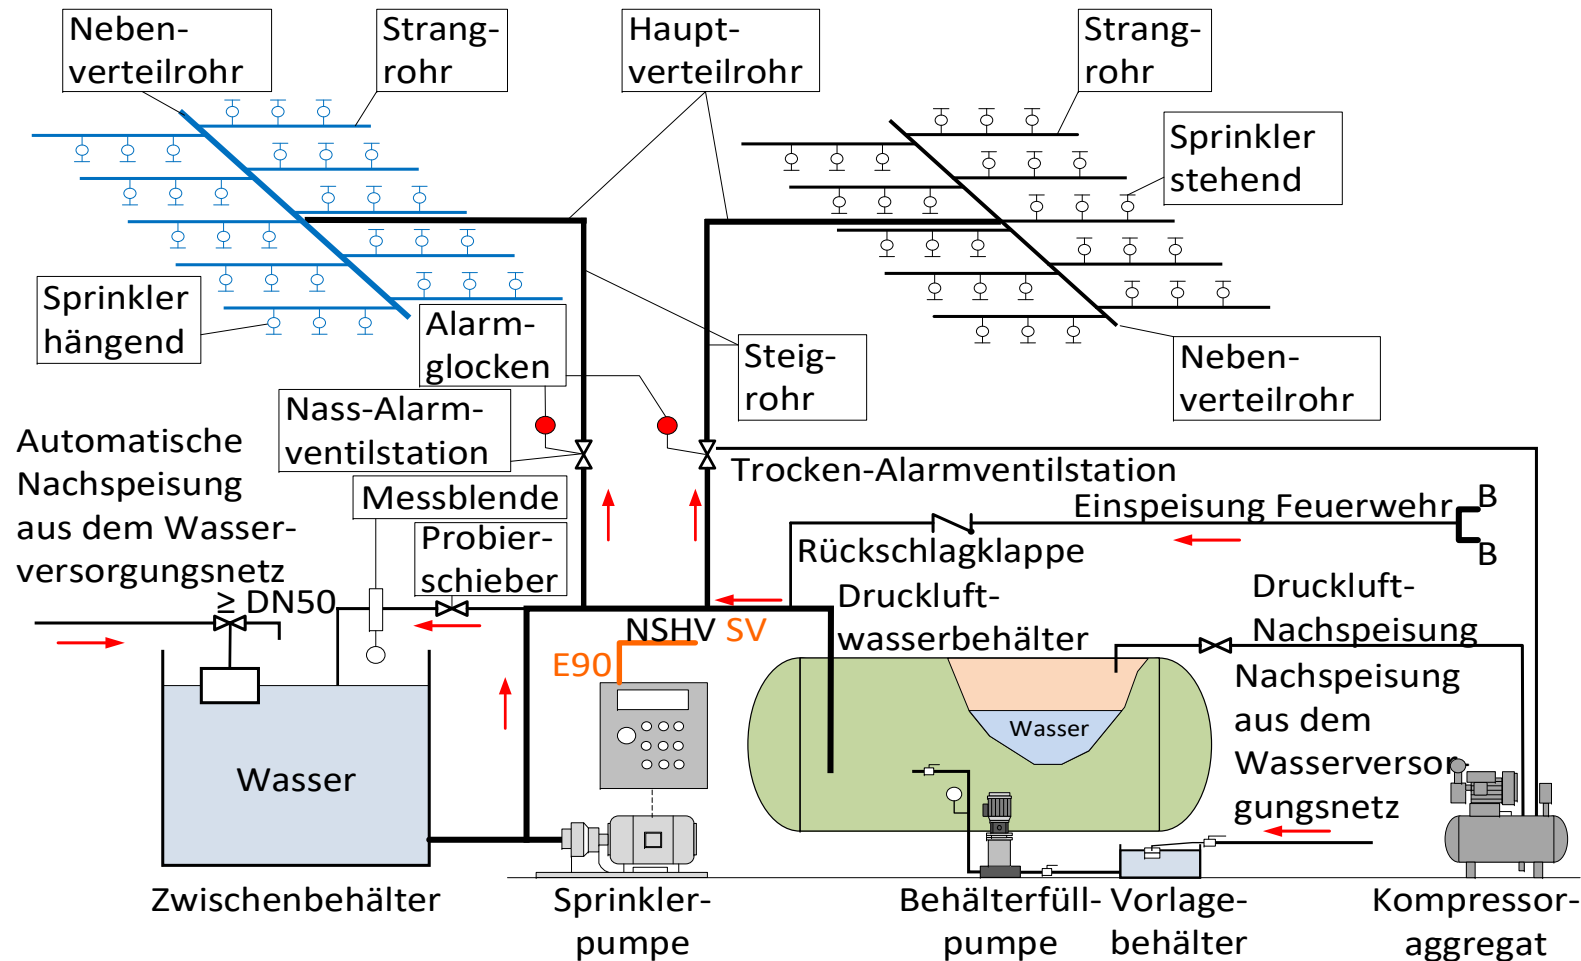 Neben-
verteilrohr
Strang-
rohr
Haupt-
verteilrohr
Strang-
rohr
Sprinkler
stehend
Sprinkler
hängend
Alarm-
glocken
Steig-
rohr
Neben-
verteilrohr
Nass-Alarm-
ventilstation
Automatische
Nachspeisung
aus dem Wasser-
versorgungsnetz
≥ DN50
Messblende
Probier-
schieber
Trocken-Alarmventilstation
Einspeisung Feuerwehr
B
B
Rückschlagklappe
Druckluft-
wasserbehälter
Druckluft-
Nachspeisung
NSHV SV
E90
Nachspeisung
aus dem
Wasserversor-
gungsnetz
Wasser
Wasser
Zwischenbehälter
Sprinkler-
pumpe
Behälterfüll-
pumpe
Vorlage-
behälter
Kompressor-
aggregat